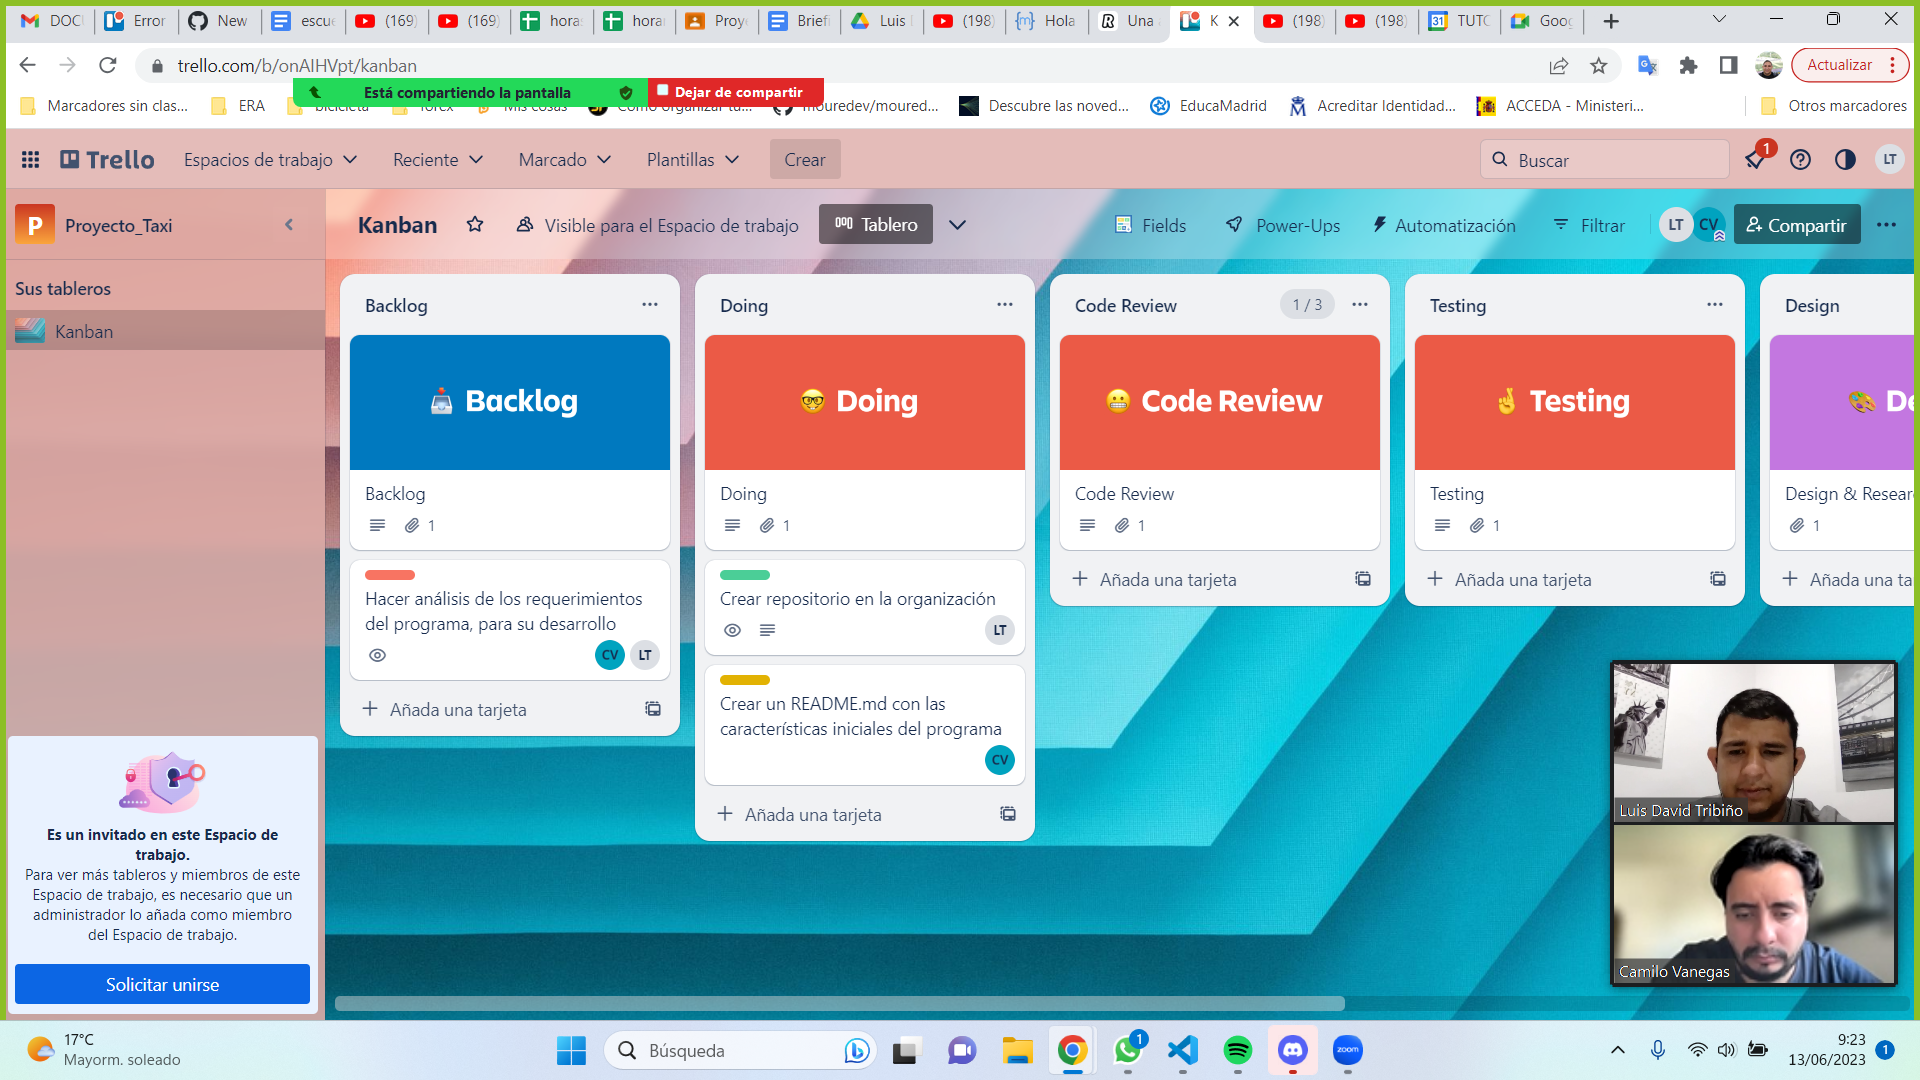 DOC
Error
New
escue
(169)
(169)
horas
horar
Proye
Briefi
Luis
(198)
Hola
Una
K
(198)
(198)
31
TUTO
Goog
trello.com/b/onAIHVpt/kanban
Actualizar
Está compartiendo la pantalla
Dejar de compartir
Marcadores sin clas...
ERA
bicicleta
forex
Mis cosas
Como organizar tu...
mouredev/moured...
Descubre las noved...
EducaMadrid
Acreditar Identidad...
ACCEDA - Ministeri...
Otros marcadores
Trello
Espacios de trabajo
Reciente
Marcado
Plantillas
Crear
Buscar
1
LT
P
Proyecto_Taxi
Kanban
Visible para el Espacio de trabajo
Tablero
Fields
Power-Ups
Automatización
Filtrar
LT
CV
Compartir
Sus tableros
Kanban
Backlog
Backlog
Backlog
1
Hacer análisis de los requerimientos
del programa, para su desarrollo
CV
LT
Añada una tarjeta
Doing
Doing
Doing
1
Crear repositorio en la organización
LT
Crear un README.md con las
características iniciales del programa
CV
Añada una tarjeta
Code Review
1 / 3
Code Review
Code Review
1
Añada una tarjeta
Testing
Testing
Testing
1
Añada una tarjeta
Design
De
Design & Resear
1
Añada una ta
Es un invitado en este Espacio de
trabajo.
Para ver más tableros y miembros de este
Espacio de trabajo, es necesario que un
administrador lo añada como miembro
del Espacio de trabajo.
Solicitar unirse
Luis David Tribiño
Camilo Vanegas
17°C
Mayorm. soleado
Búsqueda
1
zoom
9:23
13/06/2023
1